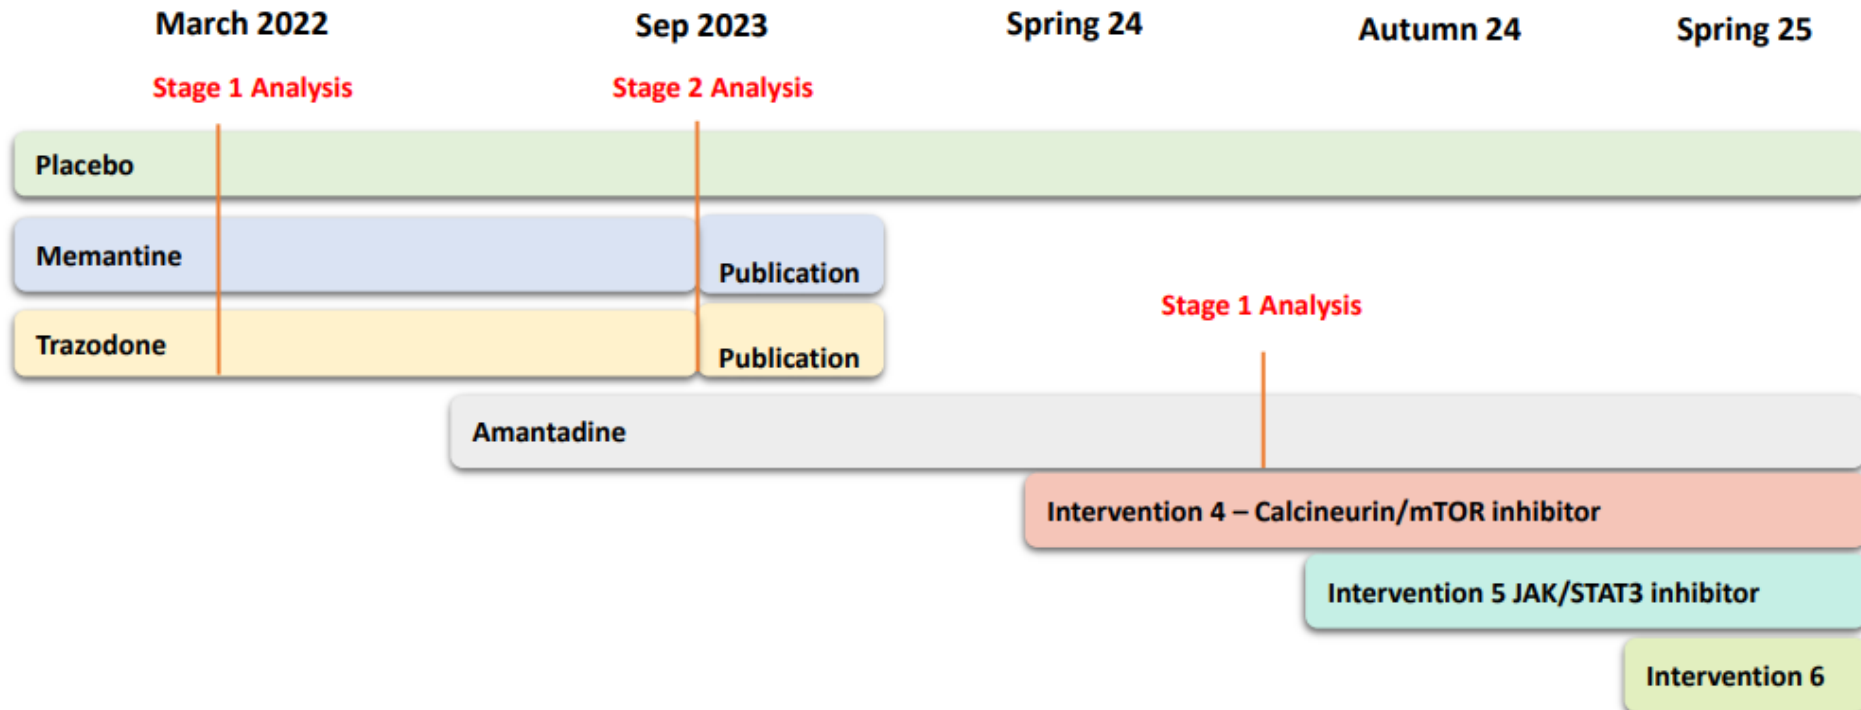 March 2022
Sep 2023
Spring 24
Autumn 24
Spring 25
Stage 1 Analysis
Stage 2 Analysis
Placebo
Memantine
Publication
Stage 1 Analysis
Trazodone
Publication
Amantadine
Intervention 4 – Calcineurin/mTOR inhibitor
Intervention 5 JAK/STAT3 inhibitor
Intervention 6